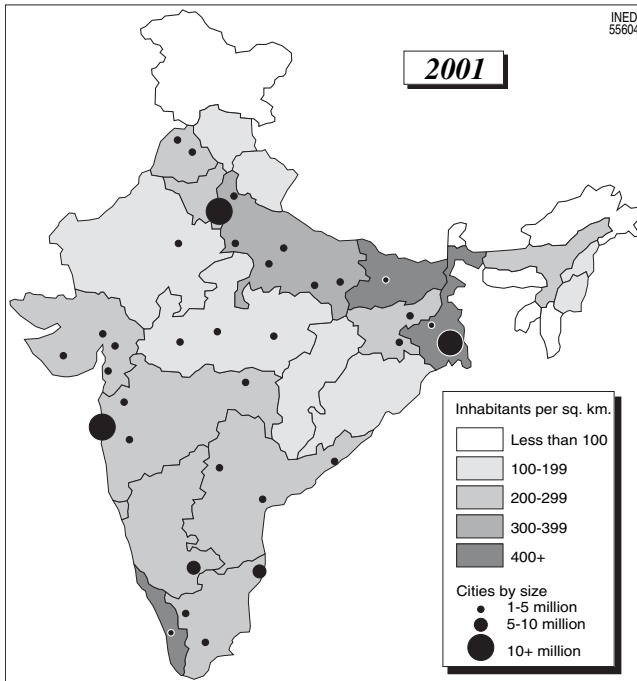 INED
55604
2001
Inhabitants per sq. km.
Less than 100
100-199
200-299
300-399
400+
Cities by size
1-5 million
5-10 million
10+ million